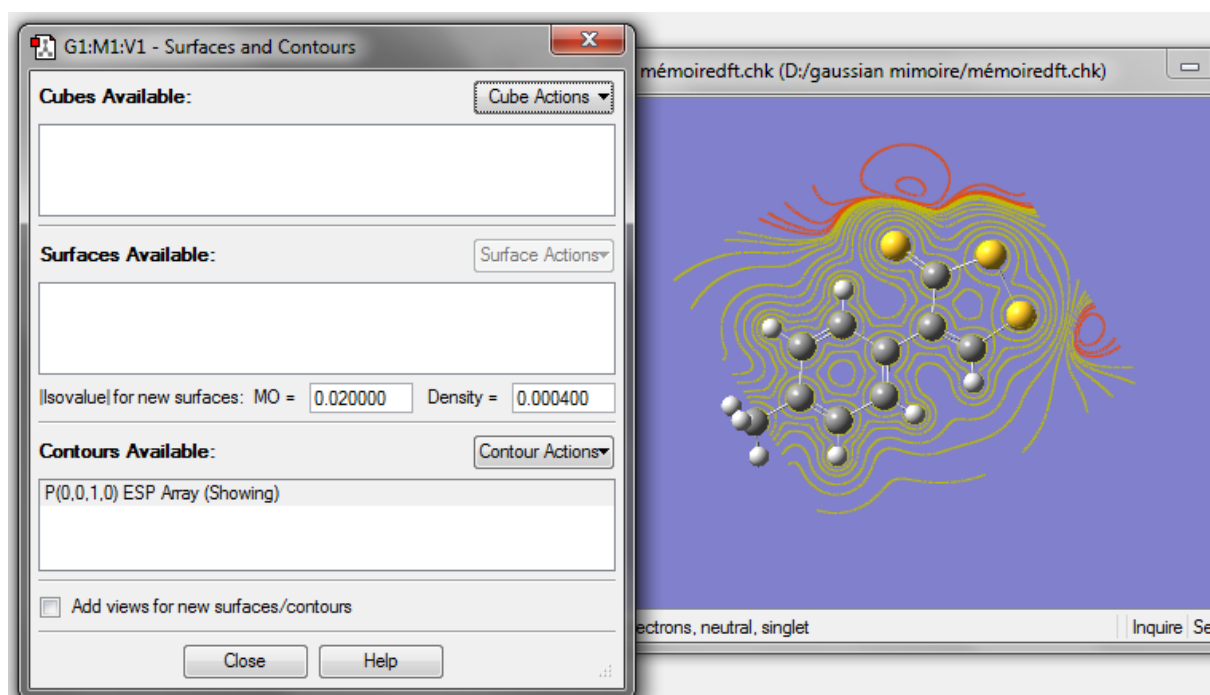 G1:M1:V1 - Surfaces and Contours
Cubes Available:
Cube Actions
Surfaces Available:
Surface Actions
|Isovalue| for new surfaces: MO = 0.020000 Density = 0.000400
Contours Available:
Contour Actions
P(0,0,1,0) ESP Array (Showing)
Add views for new surfaces/contours
Close Help
mémoiredft.chk (D:/gaussian mimoire/mémoiredft.chk)
ectrons, neutral, singlet
Inquire Se